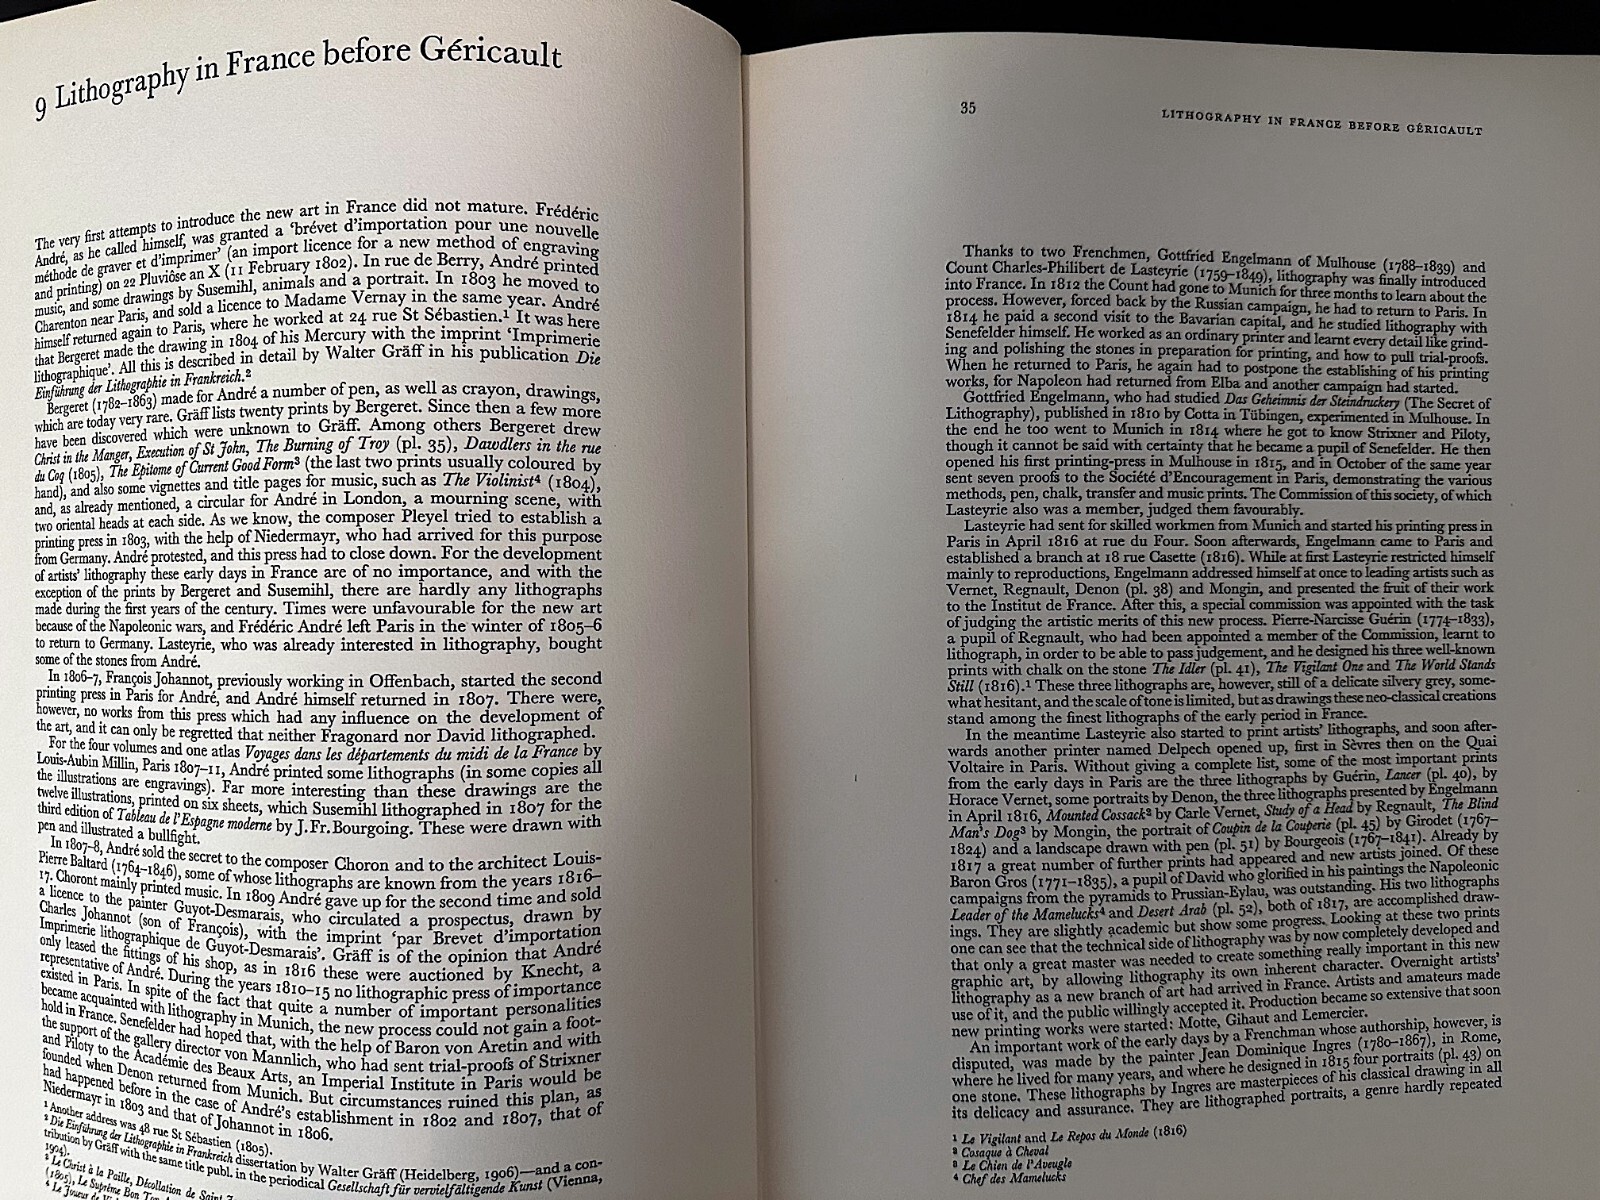 9 Lithography in France before Géricault
The very first attempts to introduce the new art in France did not mature. Frédéric
André, as he called himself, was granted a 'brévet d'importation pour une nouvelle
méthode de graver et d'imprimer' (an import licence for a new method of engraving
and printing) on 22 Pluviôse an X (11 February 1802). In rue de Berry, André printed
music, and some drawings by Susemihl, animals and a portrait. In 1803 he moved to
Charenton near Paris, and sold a licence to Madame Vernay in the same year. André
himself returned again to Paris, where he worked at 24 rue St Sébastien.¹ It was here
that Bergeret made the drawing in 1804 of his Mercury with the imprint 'Imprimerie
lithographique'. All this is described in detail by Walter Gräff in his publication Die
Einführung der Lithographie in Frankreich.²
Bergeret (1782–1863) made for André a number of pen, as well as crayon, drawings,
which are today very rare. Gräff lists twenty prints by Bergeret. Since then a few more
have been discovered which were unknown to Gräff. Among others Bergeret drew
Christ in the Manger, Execution of St John, The Burning of Troy (pl. 35), Dawdlers in the rue
du Coq (1805), The Epitome of Current Good Form³ (the last two prints usually coloured by
hand), and also some vignettes and title pages for music, such as The Violinist⁴ (1804),
and, as already mentioned, a circular for André in London, a mourning scene, with
two oriental heads at each side. As we know, the composer Pleyel tried to establish a
printing press in 1803, with the help of Niedermayr, who had arrived for this purpose
from Germany. André protested, and this press had to close down. For the development
of artists' lithography these early days in France are of no importance, and with the
exception of the prints by Bergeret and Susemihl, there are hardly any lithographs
made during the first years of the century. Times were unfavourable for the new art
because of the Napoleonic wars, and Frédéric André left Paris in the winter of 1805–6
to return to Germany. Lasteyrie, who was already interested in lithography, bought
some of the stones from André.
In 1806–7, François Johannot, previously working in Offenbach, started the second
printing press in Paris for André, and André himself returned in 1807. There were,
however, no works from this press which had any influence on the development of
the art, and it can only be regretted that neither Fragonard nor David lithographed.
For the four volumes and one atlas Voyages dans les départements du midi de la France by
Louis-Aubin Millin, Paris 1807–11, André printed some lithographs (in some copies all
the illustrations are engravings). Far more interesting than these drawings are the
twelve illustrations, printed on six sheets, which Susemihl lithographed in 1807 for the
third edition of Tableau de l'Espagne moderne by J. Fr. Bourgoing. These were drawn with
pen and illustrated a bullfight.
In 1807–8, André sold the secret to the composer Choron and to the architect Louis-
Pierre Baltard (1764–1846), some of whose lithographs are known from the years 1816–
17. Choront mainly printed music. In 1809 André gave up for the second time and sold
a licence to the painter Guyot-Desmarais, who circulated a prospectus, drawn by
Charles Johannot (son of François), with the imprint 'par Brevet d'importation
Imprimerie lithographique de Guyot-Desmarais'. Gräff is of the opinion that André
only leased the fittings of his shop, as in 1816 these were auctioned by Knecht, a
representative of André. During the years 1810–15 no lithographic press of importance
existed in Paris. In spite of the fact that quite a number of important personalities
became acquainted with lithography in Munich, the new process could not gain a foot-
hold in France. Senefelder had hoped that, with the help of Baron von Aretin and with
the support of the gallery director von Mannlich, who had sent trial-proofs of Strixner
and Piloty to the Académie des Beaux Arts, an Imperial Institute in Paris would be
founded when Denon returned from Munich. But circumstances ruined this plan, as
had happened before in the case of André's establishment in 1802 and 1807, that of
Niedermayr in 1803 and that of Johannot in 1806.
¹ Another address was 48 rue St Sébastien (1805).
² Die Einführung der Lithographie in Frankreich dissertation by Walter Gräff (Heidelberg, 1906)—and a con-
tribution by Gräff with the same title publ. in the periodical Gesellschaft für vervielfältigende Kunst (Vienna,
1904).
³ Le Christ à la Paille, Décollation de Saint
(1805), Le Suprême Bon
⁴ Le Joueur de
35
LITHOGRAPHY IN FRANCE BEFORE GÉRICAULT
Thanks to two Frenchmen, Gottfried Engelmann of Mulhouse (1788–1839) and
Count Charles-Philibert de Lasteyrie (1759–1849), lithography was finally introduced
into France. In 1812 the Count had gone to Munich for three months to learn about the
process. However, forced back by the Russian campaign, he had to return to Paris. In
1814 he paid a second visit to the Bavarian capital, and he studied lithography with
Senefelder himself. He worked as an ordinary printer and learnt every detail like grind-
ing and polishing the stones in preparation for printing, and how to pull trial-proofs.
When he returned to Paris, he again had to postpone the establishing of his printing
works, for Napoleon had returned from Elba and another campaign had started.
Gottfried Engelmann, who had studied Das Geheimnis der Steindruckery (The Secret of
Lithography), published in 1810 by Cotta in Tübingen, experimented in Mulhouse. In
the end he too went to Munich in 1814 where he got to know Strixner and Piloty,
though it cannot be said with certainty that he became a pupil of Senefelder. He then
opened his first printing-press in Mulhouse in 1815, and in October of the same year
sent seven proofs to the Société d'Encouragement in Paris, demonstrating the various
methods, pen, chalk, transfer and music prints. The Commission of this society, of which
Lasteyrie also was a member, judged them favourably.
Lasteyrie had sent for skilled workmen from Munich and started his printing press in
Paris in April 1816 at rue du Four. Soon afterwards, Engelmann came to Paris and
established a branch at 18 rue Casette (1816). While at first Lasteyrie restricted himself
mainly to reproductions, Engelmann addressed himself at once to leading artists such as
Vernet, Regnault, Denon (pl. 38) and Mongin, and presented the fruit of their work
to the Institut de France. After this, a special commission was appointed with the task
of judging the artistic merits of this new process. Pierre-Narcisse Guérin (1774–1833),
a pupil of Regnault, who had been appointed a member of the Commission, learnt to
lithograph, in order to be able to pass judgement, and he designed his three well-known
prints with chalk on the stone The Idler (pl. 41), The Vigilant One and The World Stands
Still (1816).¹ These three lithographs are, however, still of a delicate silvery grey, some-
what hesitant, and the scale of tone is limited, but as drawings these neo-classical creations
stand among the finest lithographs of the early period in France.
In the meantime Lasteyrie also started to print artists' lithographs, and soon after-
wards another printer named Delpech opened up, first in Sèvres then on the Quai
Voltaire in Paris. Without giving a complete list, some of the most important prints
from the early days in Paris are the three lithographs by Guérin, Lancer (pl. 40), by
Horace Vernet, some portraits by Denon, the three lithographs presented by Engelmann
in April 1816, Mounted Cossack² by Carle Vernet, Study of a Head by Regnault, The Blind
Man's Dog³ by Mongin, the portrait of Coupin de la Couperie (pl. 45) by Girodet (1767–
1824) and a landscape drawn with pen (pl. 51) by Bourgeois (1767–1841). Already by
1817 a great number of further prints had appeared and new artists joined. Of these
Baron Gros (1771–1835), a pupil of David who glorified in his paintings the Napoleonic
campaigns from the pyramids to Prussian-Eylau, was outstanding. His two lithographs
Leader of the Mamelucks⁴ and Desert Arab (pl. 52), both of 1817, are accomplished draw-
ings. They are slightly academic but show some progress. Looking at these two prints
one can see that the technical side of lithography was by now completely developed and
that only a great master was needed to create something really important in this new
graphic art, by allowing lithography its own inherent character. Overnight artists'
lithography as a new branch of art had arrived in France. Artists and amateurs made
use of it, and the public willingly accepted it. Production became so extensive that soon
new printing works were started: Motte, Gihaut and Lemercier.
An important work of the early days by a Frenchman whose authorship, however, is
disputed, was made by the painter Jean Dominique Ingres (1780–1867), in Rome,
where he lived for many years, and where he designed in 1815 four portraits (pl. 43) on
one stone. These lithographs by Ingres are masterpieces of his classical drawing in all
its delicacy and assurance. They are lithographed portraits, a genre hardly repeated
¹ Le Vigilant and Le Repos du Monde (1816)
² Cosaque à Cheval
³ Le Chien de l'Aveugle
⁴ Chef des Mamelucks